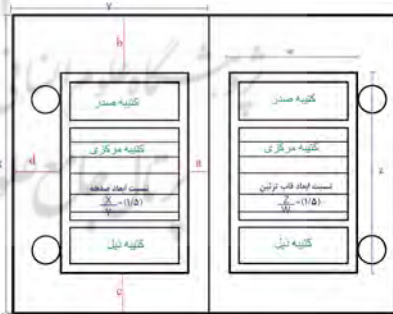 Y
b
کتیبه صدر
کتیبه صدر
کتیبه مرکزی
کتیبه مرکزی
d
a
نسبت ابعاد قاب تزئین
Z/W=(۱/۵)
نسبت ابعاد صفحه
X/Y=(۱/۵)
کتیبه ذیل
کتیبه ذیل
c